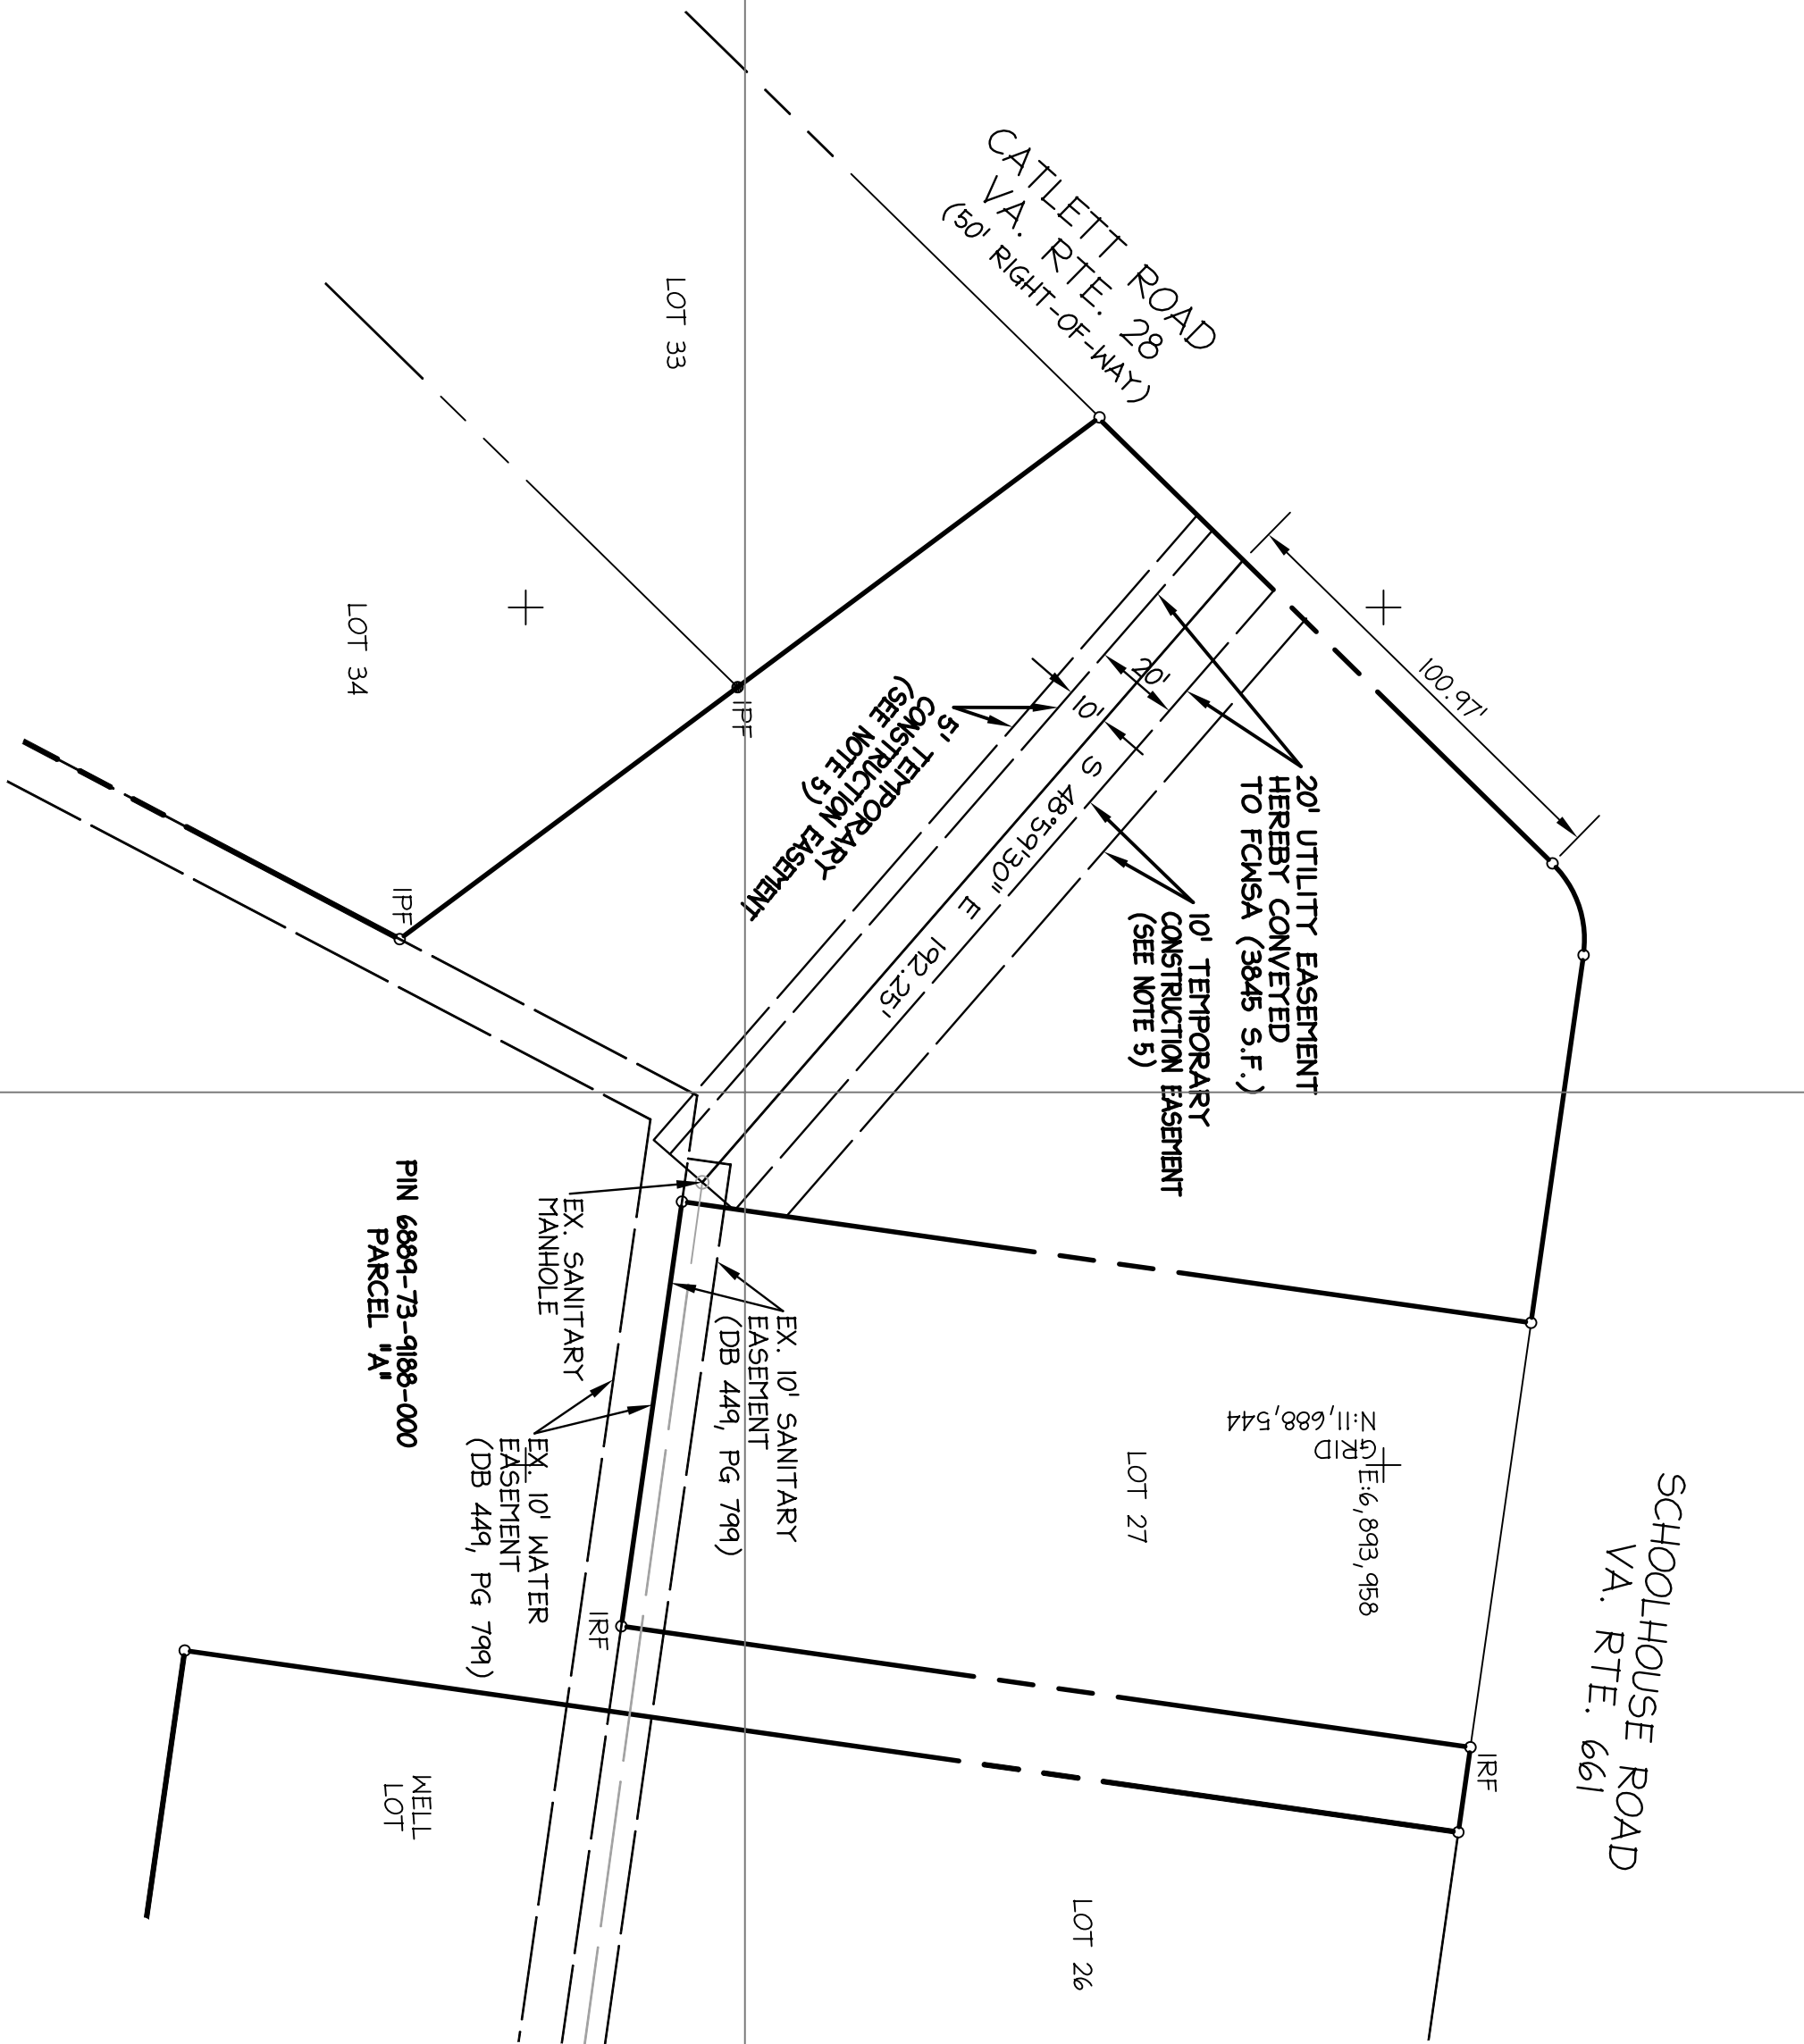 CATLETT ROAD
VA. RTE. 28
(50' RIGHT-OF-WAY)
LOT 33
LOT 34
100.97'
20'
10'
S 48°59'30" E 192.25'
20' UTILITY EASEMENT
HEREBY CONVEYED
TO FCWSA (3845 S.F.)
10' TEMPORARY
CONSTRUCTION EASEMENT
(SEE NOTE 5)
5' TEMPORARY
CONSTRUCTION EASEMENT
(SEE NOTE 5)
IPF
IPF
PIN 6889-73-9188-000
PARCEL "A"
EX. SANITARY
MANHOLE
EX. 10' SANITARY
EASEMENT
(DB 449, PG 799)
EX. 10' WATER
EASEMENT
(DB 449, PG 799)
LOT 27
GRID
N:11,688,544
E:6,893,958
SCHOOLHOUSE ROAD
VA. RTE. 661
IRF
IRF
WELL
LOT
LOT 26